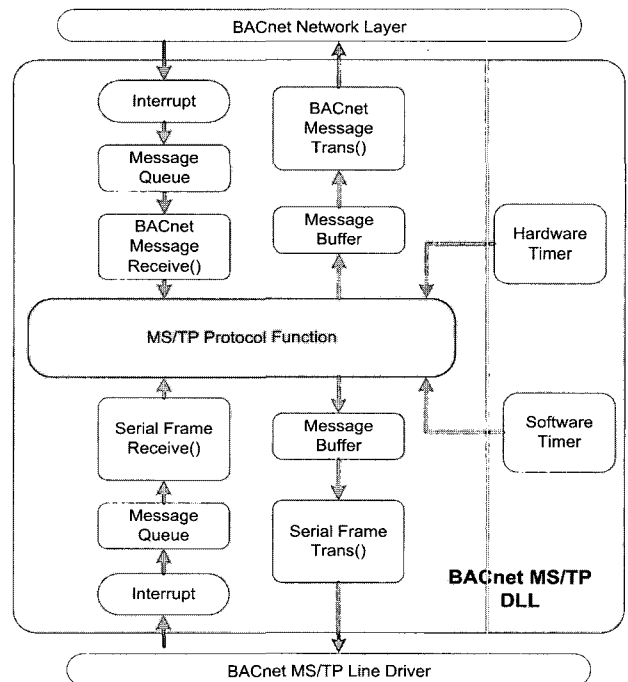 BACnet Network Layer
Interrupt
BACnet
Message
Trans()
Message
Queue
BACnet
Message
Receive()
Message
Buffer
Hardware
Timer
MS/TP Protocol Function
Serial Frame
Receive()
Message
Buffer
Software
Timer
Message
Queue
Serial Frame
Trans()
Interrupt
BACnet MS/TP
DLL
BACnet MS/TP Line Driver